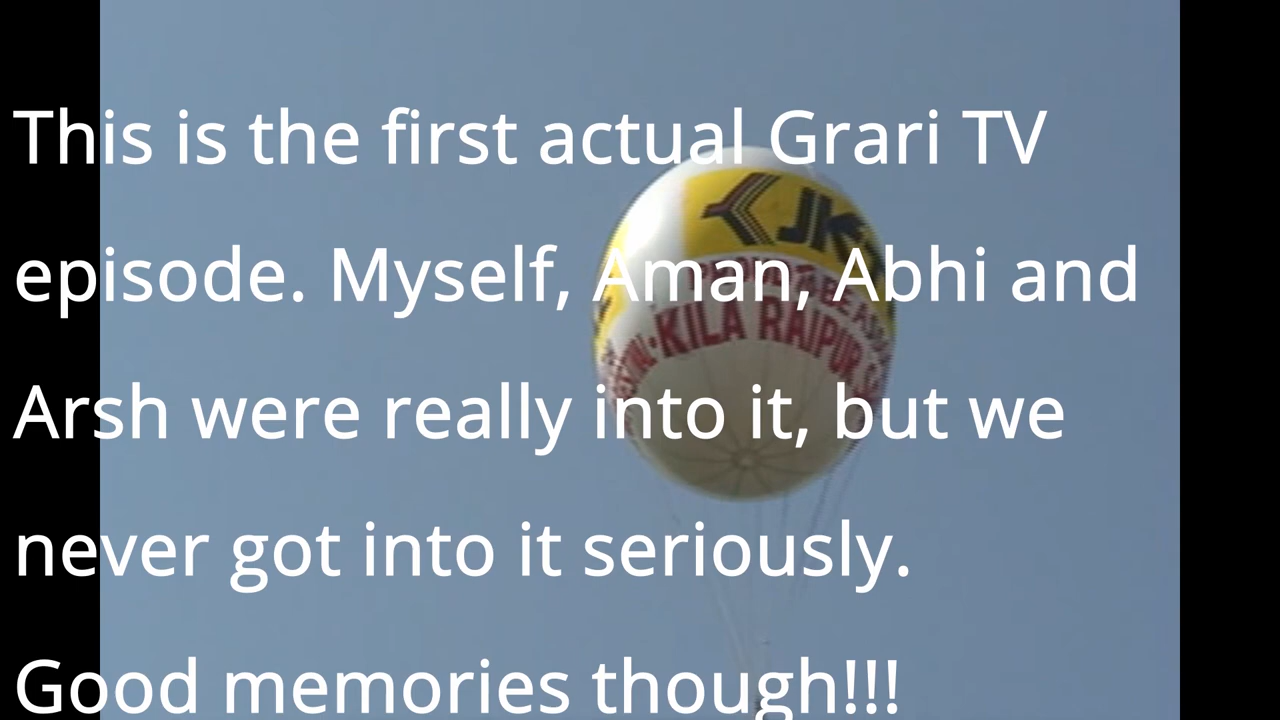 This is the first actual Grari TV
episode. Myself, Aman, Abhi and
Arsh were really into it, but we
never got into it seriously.
Good memories though!!!
JK
KILA RAIPUR